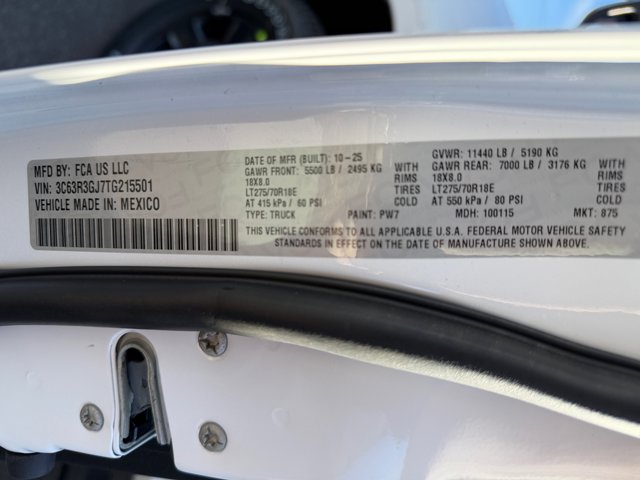 MFD BY: FCA US LLC
VIN: 3C63R3GJ7TG215501
VEHICLE MADE IN: MEXICO
DATE OF MFR (BUILT): 10-25
GAWR FRONT: 5500 LB / 2495 KG WITH
18X8.0 RIMS
LT275/70R18E TIRES
AT 415 kPa / 60 PSI COLD
TYPE: TRUCK PAINT: PW7
GVWR: 11440 LB / 5190 KG
GAWR REAR: 7000 LB / 3176 KG WITH
18X8.0 RIMS
LT275/70R18E TIRES
AT 550 kPa / 80 PSI COLD
MDH: 100115 MKT: 875
THIS VEHICLE CONFORMS TO ALL APPLICABLE U.S.A. FEDERAL MOTOR VEHICLE SAFETY
STANDARDS IN EFFECT ON THE DATE OF MANUFACTURE SHOWN ABOVE.